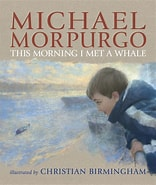 MICHAEL
MORPURGO
THIS MORNING I MET A WHALE
illustrated by CHRISTIAN BIRMINGHAM